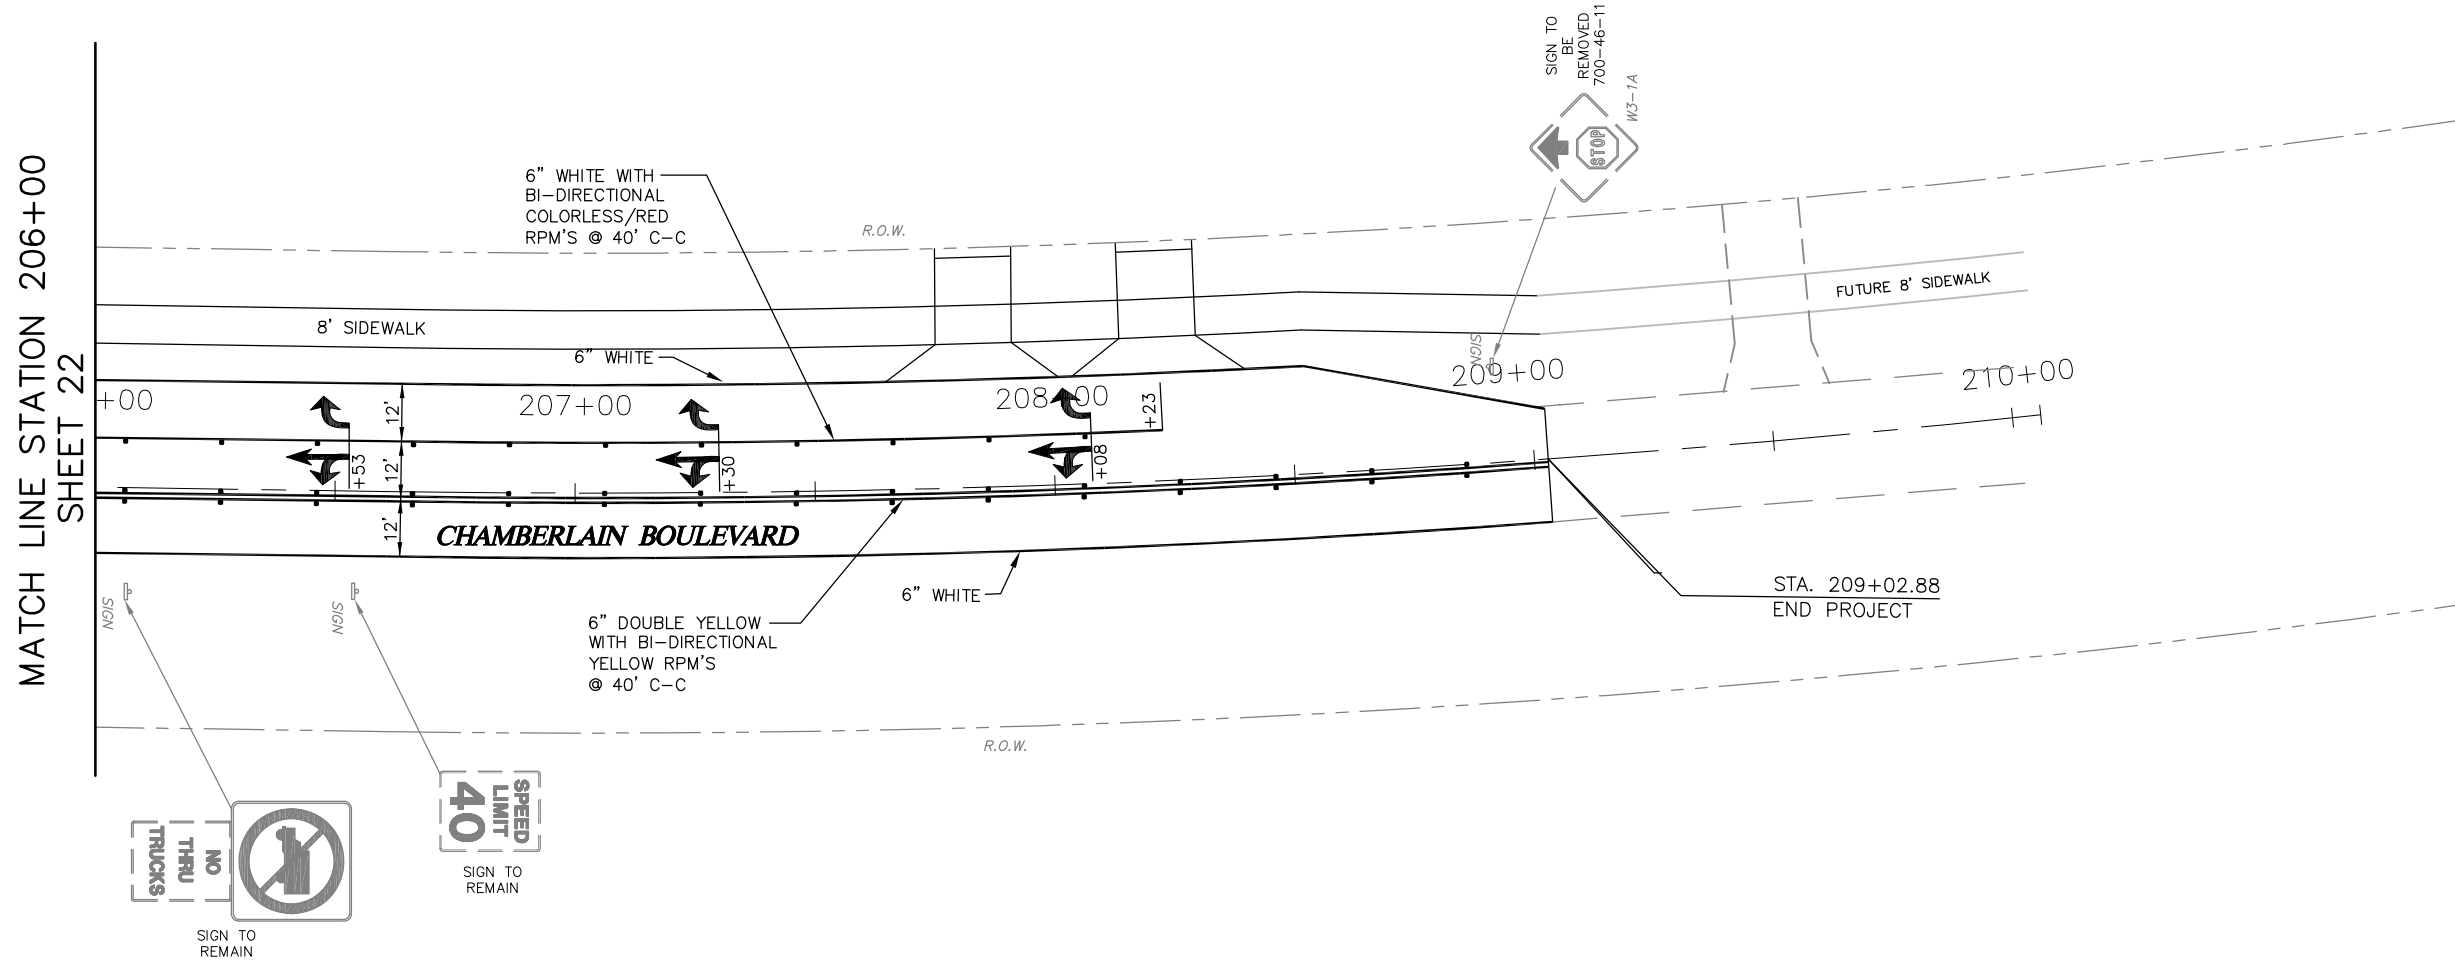 MATCH LINE STATION 206+00
SHEET 22
SIGN TO
BE
REMOVED
700-46-11
W3-1A
STOP
6" WHITE WITH
BI-DIRECTIONAL
COLORLESS/RED
RPM'S @ 40' C-C
R.O.W.
FUTURE 8' SIDEWALK
8' SIDEWALK
6" WHITE
SIGN
+00
207+00
208+00
209+00
210+00
12'
12'
12'
+53
+30
+08
+23
CHAMBERLAIN BOULEVARD
6" WHITE
STA. 209+02.88
END PROJECT
SIGN
SIGN
6" DOUBLE YELLOW
WITH BI-DIRECTIONAL
YELLOW RPM'S
@ 40' C-C
R.O.W.
SPEED
LIMIT
40
SIGN TO
REMAIN
NO
THRU
TRUCKS
SIGN TO
REMAIN